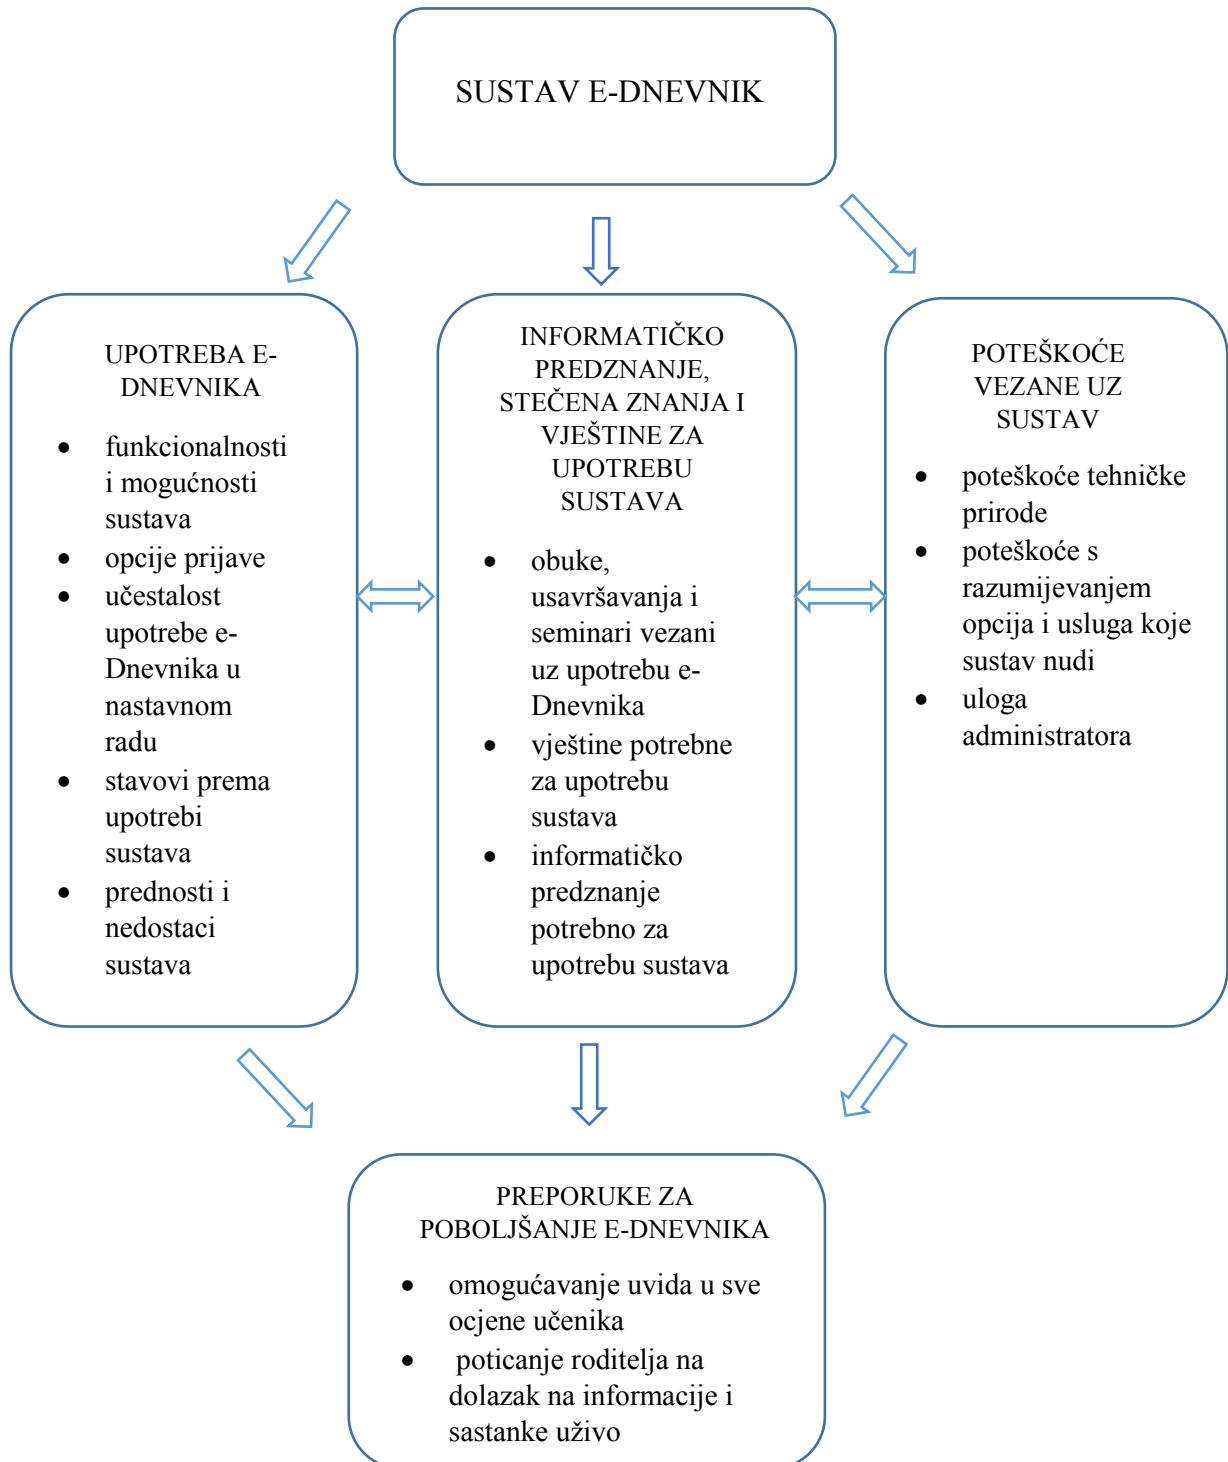 SUSTAV E-DNEVNIK
UPOTREBA E-
DNEVNIKA
• funkcionalnosti
i mogućnosti
sustava
• opcije prijave
• učestalost
upotrebe e-
Dnevnika u
nastavnom
radu
• stavovi prema
upotrebi
sustava
• prednosti i
nedostaci
sustava
INFORMATIČKO
PREDZNANJE,
STEČENA ZNANJA I
VJEŠTINE ZA
UPOTREBU
SUSTAVA
• obuke,
usavršavanja i
seminari vezani
uz upotrebu e-
Dnevnika
• vještine potrebne
za upotrebu
sustava
• informatičko
predznanje
potrebno za
upotrebu sustava
POTEŠKOĆE
VEZANE UZ
SUSTAV
• poteškoće tehničke
prirode
• poteškoće s
razumijevanjem
opcija i usluga koje
sustav nudi
• uloga
administratora
PREPORUKE ZA
POBOLJŠANJE E-DNEVNIKA
• omogućavanje uvida u sve
ocjene učenika
• poticanje roditelja na
dolazak na informacije i
sastanke uživo